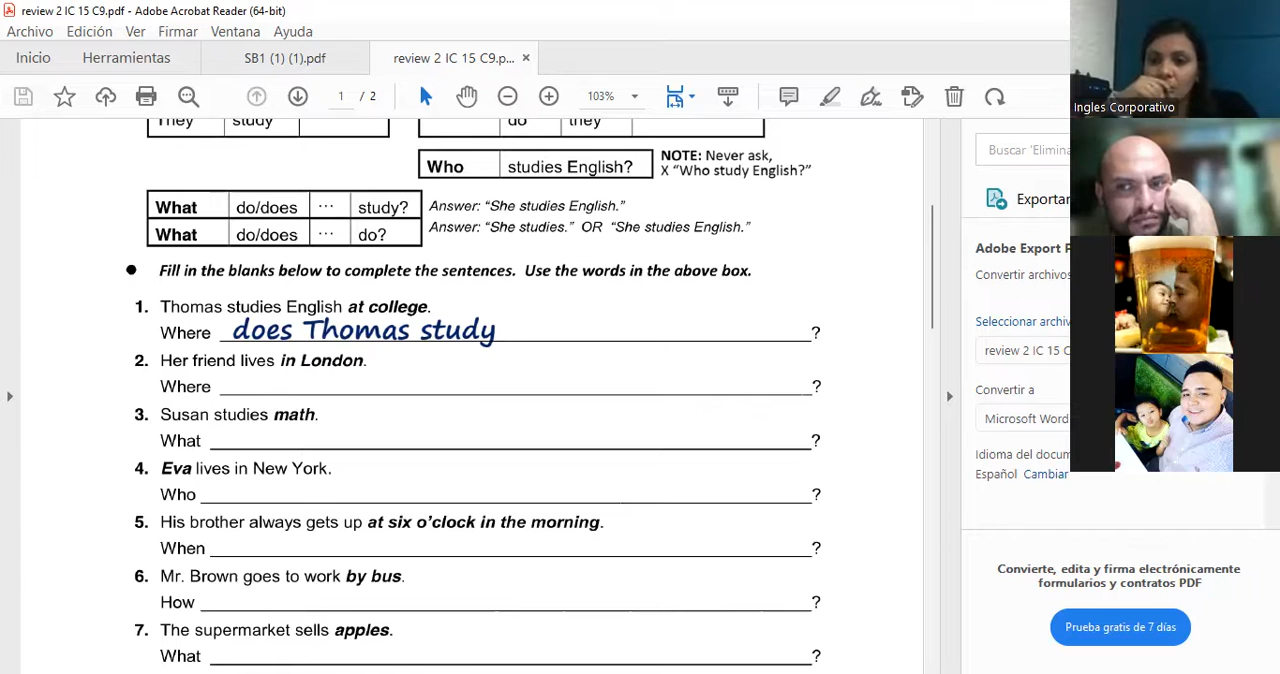 review 2 IC 15 C9.pdf - Adobe Acrobat Reader (64-bit)
Archivo Edición Ver Firmar Ventana Ayuda
Inicio Herramientas SB1 (1) (1).pdf review 2 IC 15 C9.p... ×
1 / 2 103%
They study
do they
Who studies English?
NOTE: Never ask,
X “Who study English?”
What do/does ... study? Answer: “She studies English.”
What do/does ... do? Answer: “She studies.” OR “She studies English.”
● Fill in the blanks below to complete the sentences. Use the words in the above box.
1. Thomas studies English at college.
Where does Thomas study ?
2. Her friend lives in London.
Where ?
3. Susan studies math.
What ?
4. Eva lives in New York.
Who ?
5. His brother always gets up at six o’clock in the morning.
When ?
6. Mr. Brown goes to work by bus.
How ?
7. The supermarket sells apples.
What ?
Ingles Corporativo
Buscar 'Elimina
Exportar
Adobe Export P
Convertir archivos
Seleccionar archiv
review 2 IC 15 C
Convertir a
Microsoft Word
Idioma del docum
Español Cambiar
Convierte, edita y firma electrónicamente
formularios y contratos PDF
Prueba gratis de 7 días